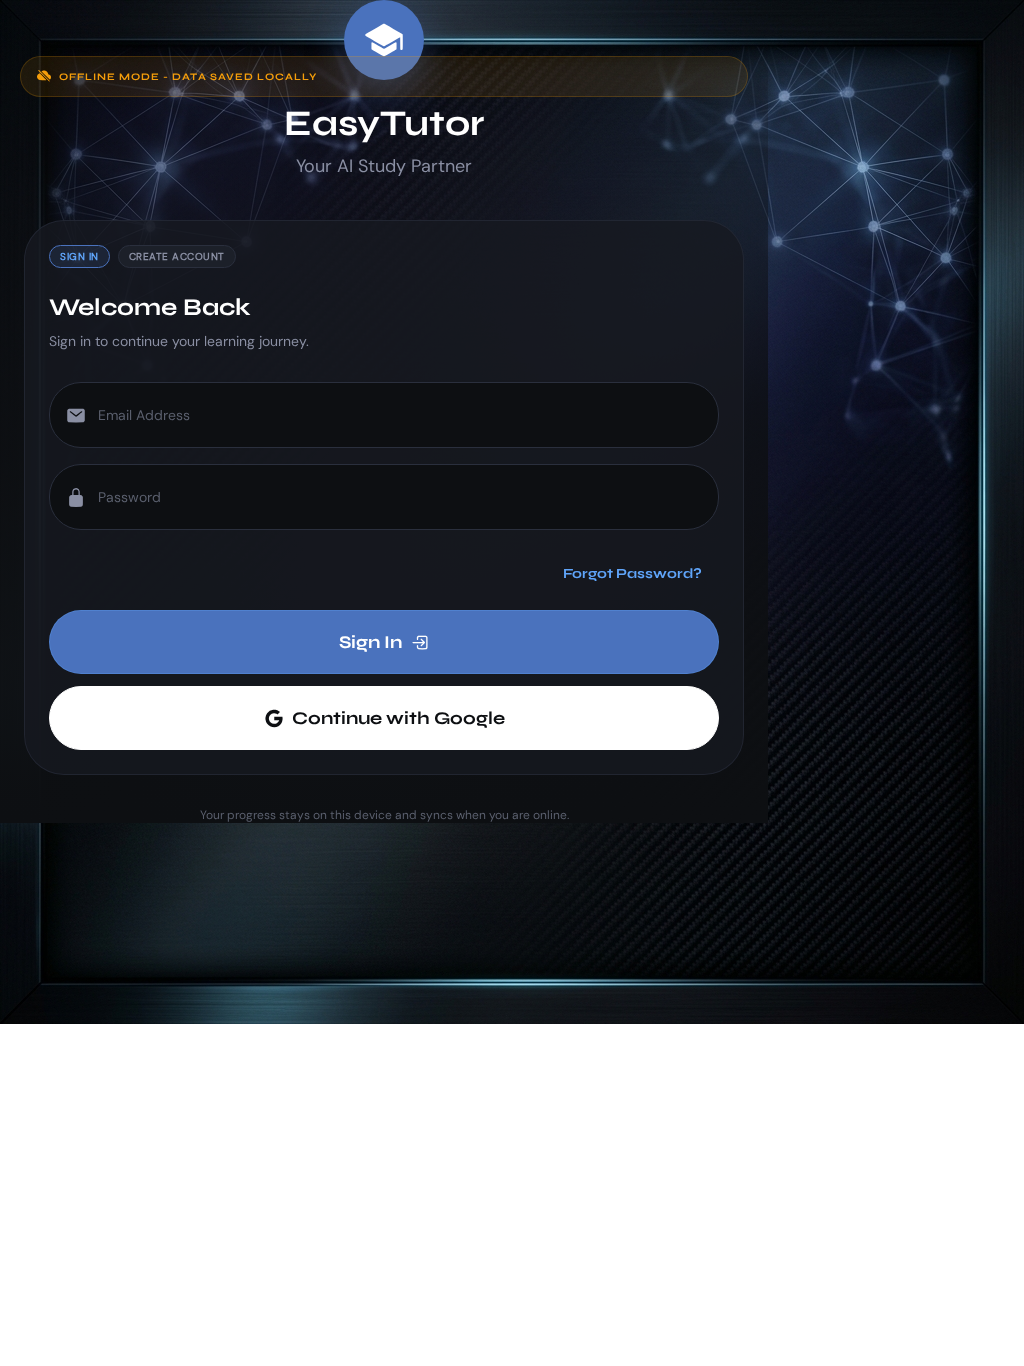 OFFLINE MODE - DATA SAVED LOCALLY
EasyTutor
Your AI Study Partner
SIGN IN
CREATE ACCOUNT
Welcome Back
Sign in to continue your learning journey.
Email Address
Password
Forgot Password?
Sign In
Continue with Google
Your progress stays on this device and syncs when you are online.